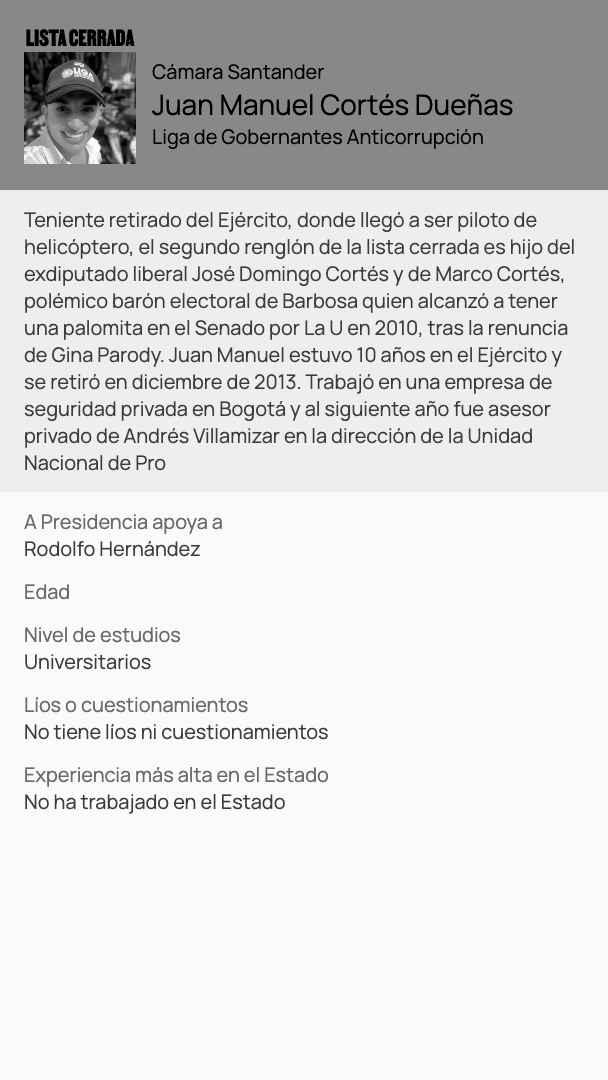 LISTA CERRADA
LIGA
Cámara Santander
Juan Manuel Cortés Dueñas
Liga de Gobernantes Anticorrupción
Teniente retirado del Ejército, donde llegó a ser piloto de
helicóptero, el segundo renglón de la lista cerrada es hijo del
exdiputado liberal José Domingo Cortés y de Marco Cortés,
polémico barón electoral de Barbosa quien alcanzó a tener
una palomita en el Senado por La U en 2010, tras la renuncia
de Gina Parody. Juan Manuel estuvo 10 años en el Ejército y
se retiró en diciembre de 2013. Trabajó en una empresa de
seguridad privada en Bogotá y al siguiente año fue asesor
privado de Andrés Villamizar en la dirección de la Unidad
Nacional de Pro
A Presidencia apoya a
Rodolfo Hernández
Edad
Nivel de estudios
Universitarios
Líos o cuestionamientos
No tiene líos ni cuestionamientos
Experiencia más alta en el Estado
No ha trabajado en el Estado